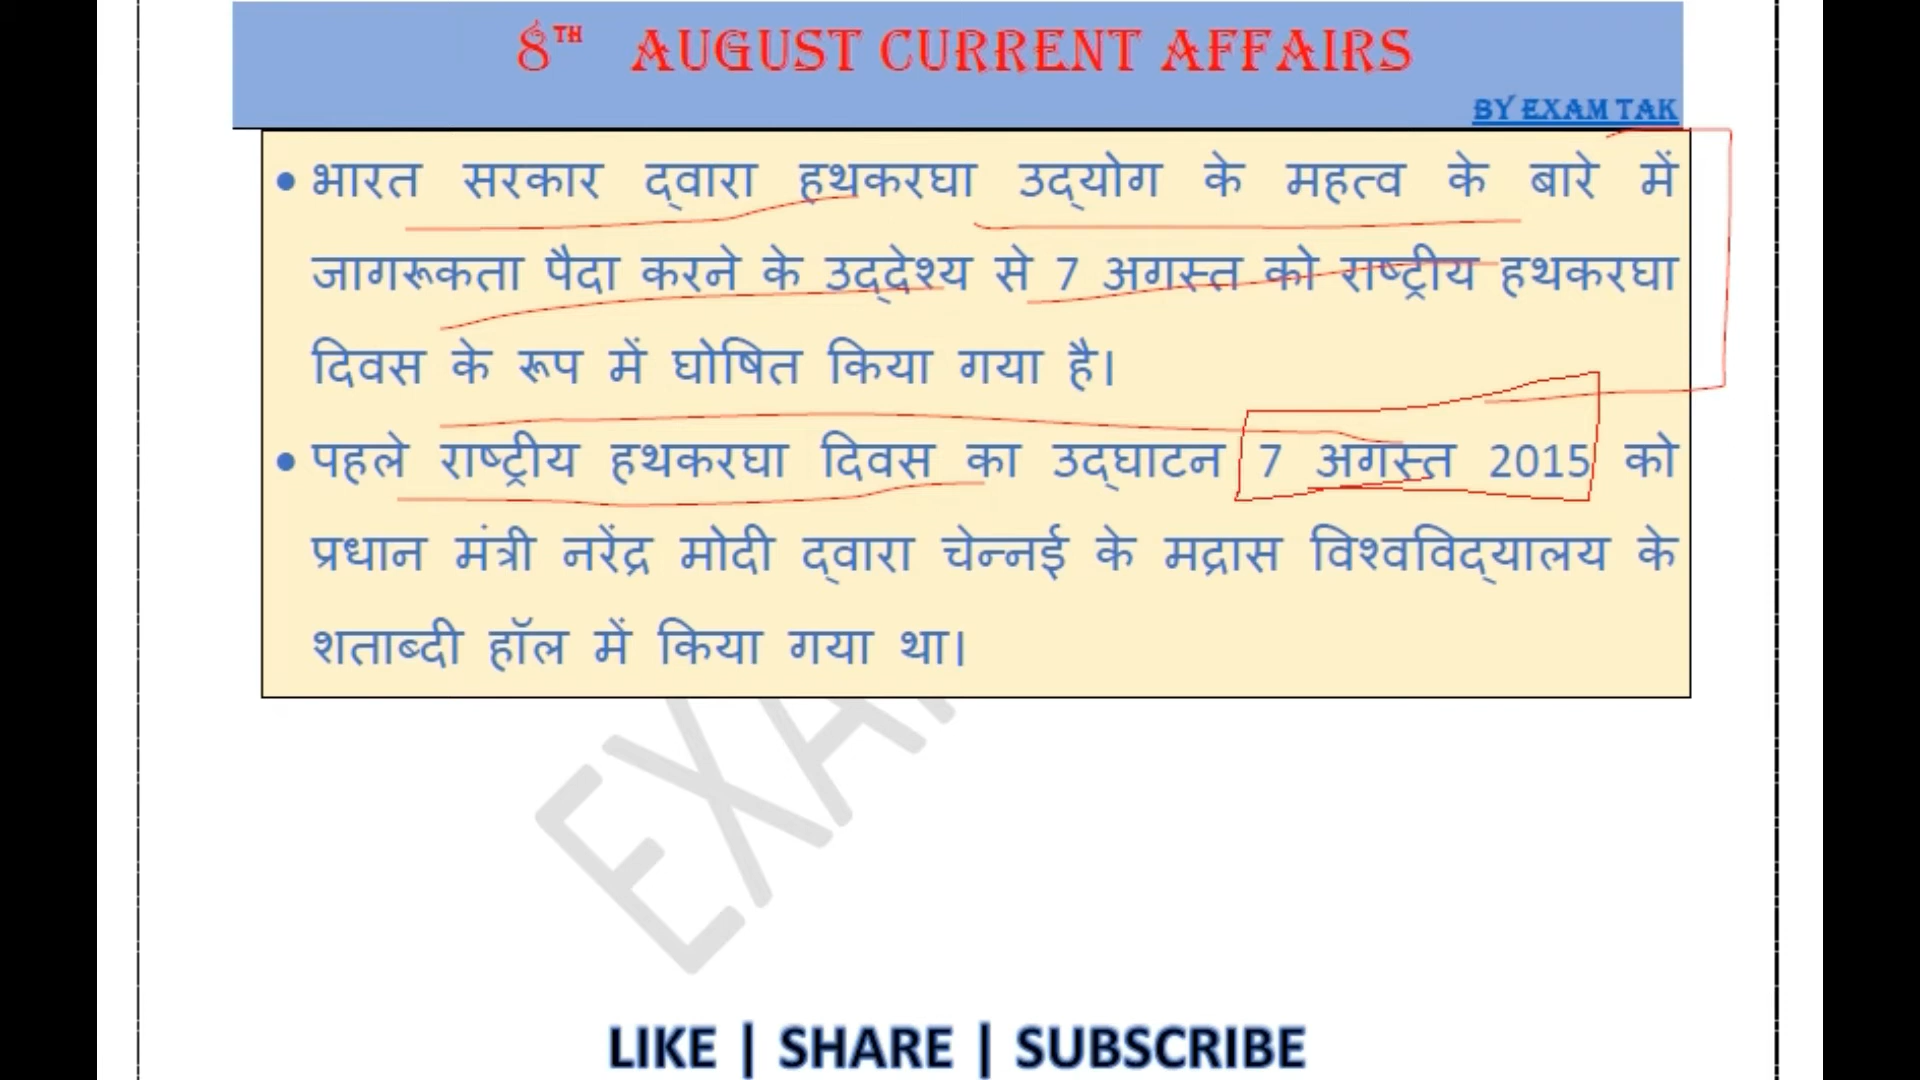 8TH AUGUST CURRENT AFFAIRS
BY EXAM TAK
• भारत सरकार द्वारा हथकरघा उद्योग के महत्व के बारे में
जागरूकता पैदा करने के उद्देश्य से 7 अगस्त को राष्ट्रीय हथकरघा
दिवस के रूप में घोषित किया गया है।
• पहले राष्ट्रीय हथकरघा दिवस का उद्घाटन 7 अगस्त 2015 को
प्रधान मंत्री नरेंद्र मोदी द्वारा चेन्नई के मद्रास विश्वविद्यालय के
शताब्दी हॉल में किया गया था।
EXA
LIKE | SHARE | SUBSCRIBE